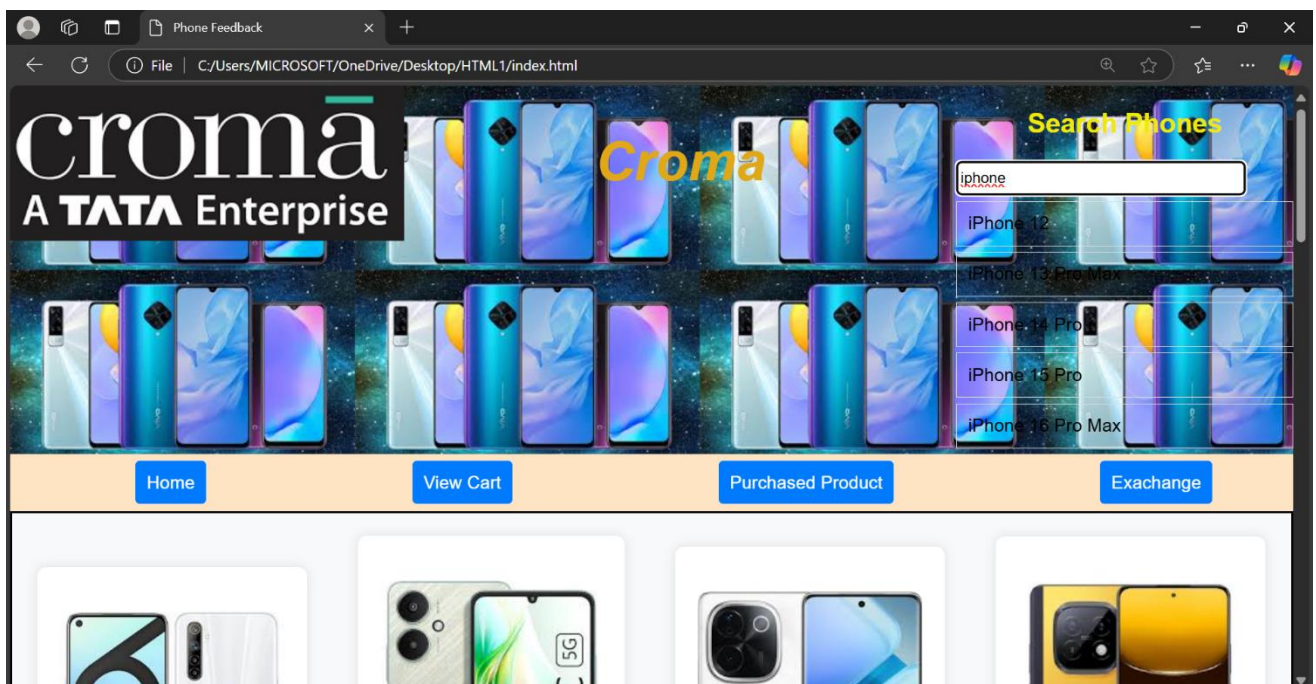 Phone Feedback
File
C:/Users/MICROSOFT/OneDrive/Desktop/HTML1/index.html
croma
A TATA Enterprise
Croma
Search Phones
iphone
iPhone 12
iPhone 13 Pro Max
iPhone 14 Pro
iPhone 15 Pro
iPhone 16 Pro Max
Home
View Cart
Purchased Product
Exachange
5G